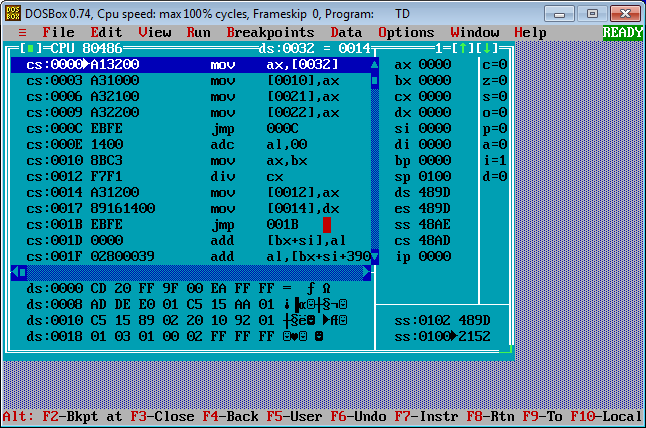 DOSBox 0.74, Cpu speed: max 100% cycles, Frameskip 0, Program: TD
≡ File Edit View Run Breakpoints Data Options Window Help READY
[■]=CPU 80486 ds:0032 = 0014 1=[↑][↓]
cs:0000►A13200 mov ax,[0032] ax 0000 c=0
cs:0003 A31000 mov [0010],ax bx 0000 z=0
cs:0006 A32100 mov [0021],ax cx 0000 s=0
cs:0009 A32200 mov [0022],ax dx 0000 o=0
cs:000C EBFE jmp 000C si 0000 p=0
cs:000E 1400 adc al,00 di 0000 a=0
cs:0010 8BC3 mov ax,bx bp 0000 i=1
cs:0012 F7F1 div cx sp 0100 d=0
cs:0014 A31200 mov [0012],ax ds 489D
cs:0017 89161400 mov [0014],dx es 489D
cs:001B EBFE jmp 001B ss 48AE
cs:001D 0000 add [bx+si],al cs 48AD
cs:001F 02800039 add al,[bx+si+390 ip 0000
ds:0000 CD 20 FF 9F 00 EA FF FF = ƒ Ω
ds:0008 AD DE E0 01 C5 15 AA 01
ds:0010 C5 15 89 02 20 10 92 01 ss:0102 489D
ds:0018 01 03 01 00 02 FF FF FF ss:0100►2152
Alt: F2-Bkpt at F3-Close F4-Back F5-User F6-Undo F7-Instr F8-Rtn F9-To F10-Local